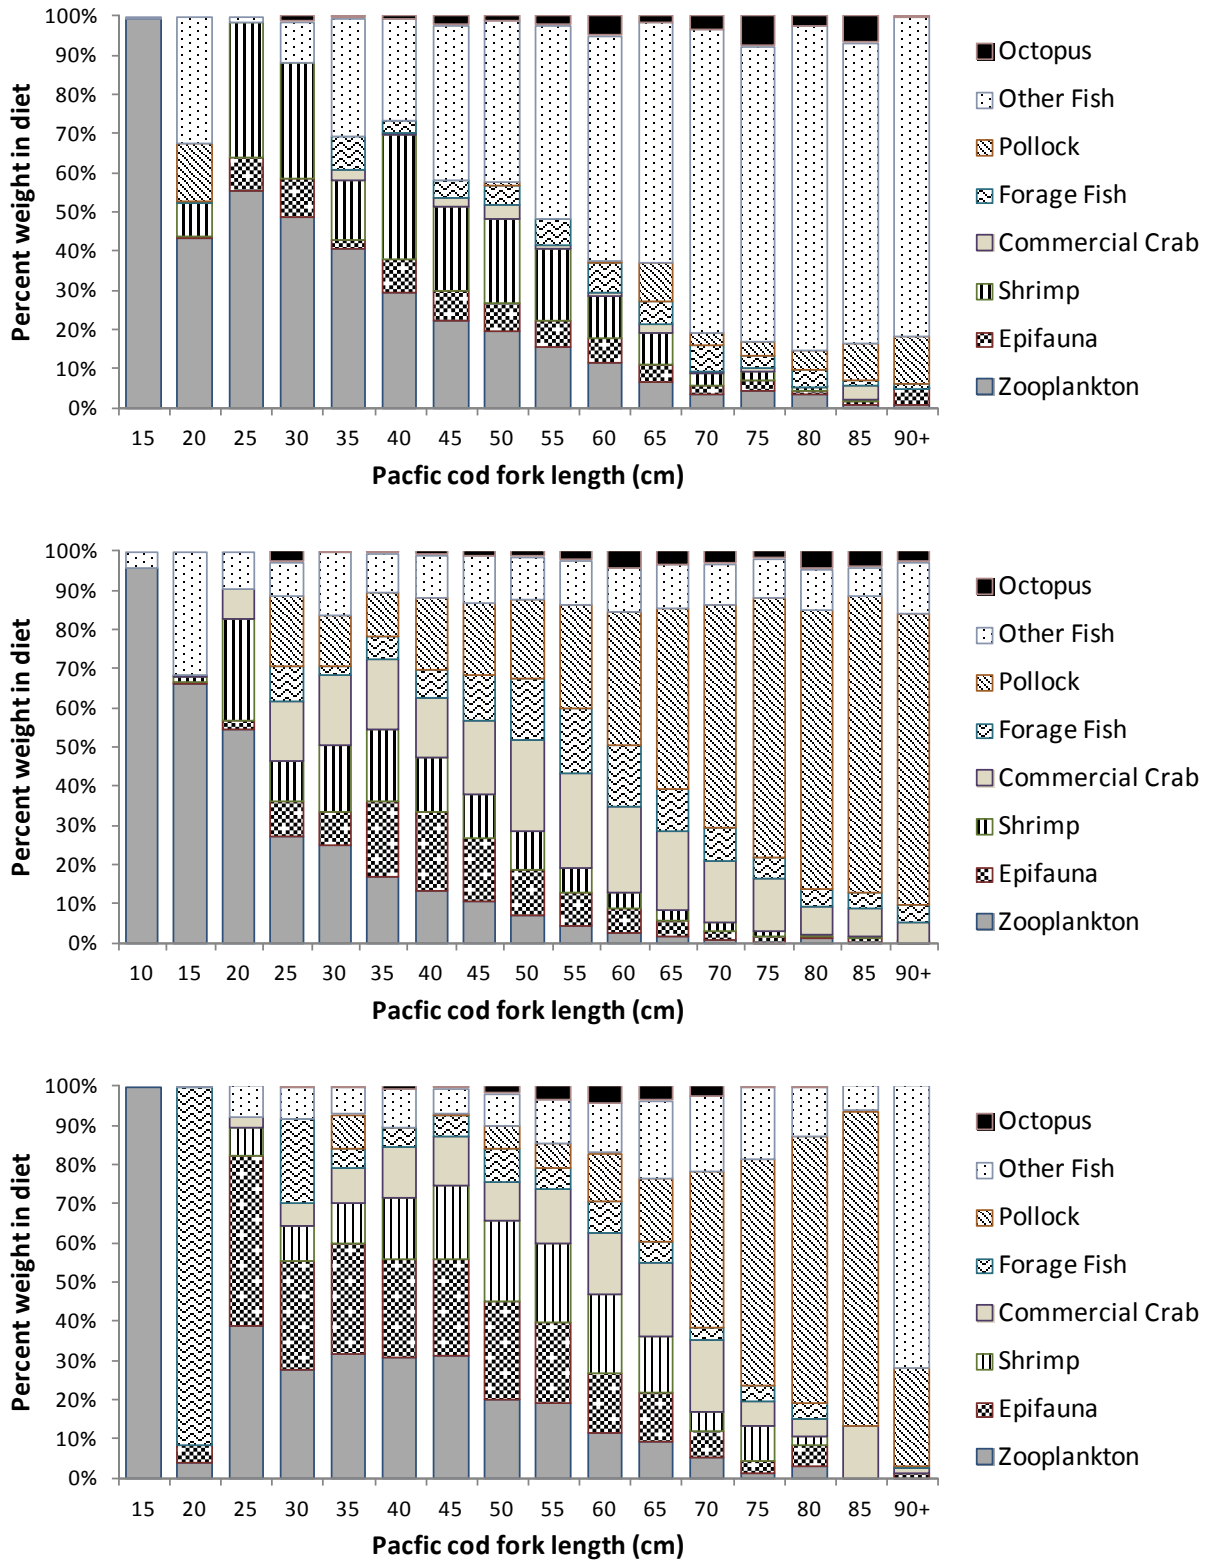 100%
90%
80%
70%
60%
50%
40%
30%
20%
10%
0%
Percent weight in diet
15 20 25 30 35 40 45 50 55 60 65 70 75 80 85 90+
Pacfic cod fork length (cm)
Octopus
Other Fish
Pollock
Forage Fish
Commercial Crab
Shrimp
Epifauna
Zooplankton
100%
90%
80%
70%
60%
50%
40%
30%
20%
10%
0%
Percent weight in diet
10 15 20 25 30 35 40 45 50 55 60 65 70 75 80 85 90+
Pacfic cod fork length (cm)
Octopus
Other Fish
Pollock
Forage Fish
Commercial Crab
Shrimp
Epifauna
Zooplankton
100%
90%
80%
70%
60%
50%
40%
30%
20%
10%
0%
Percent weight in diet
15 20 25 30 35 40 45 50 55 60 65 70 75 80 85 90+
Pacfic cod fork length (cm)
Octopus
Other Fish
Pollock
Forage Fish
Commercial Crab
Shrimp
Epifauna
Zooplankton